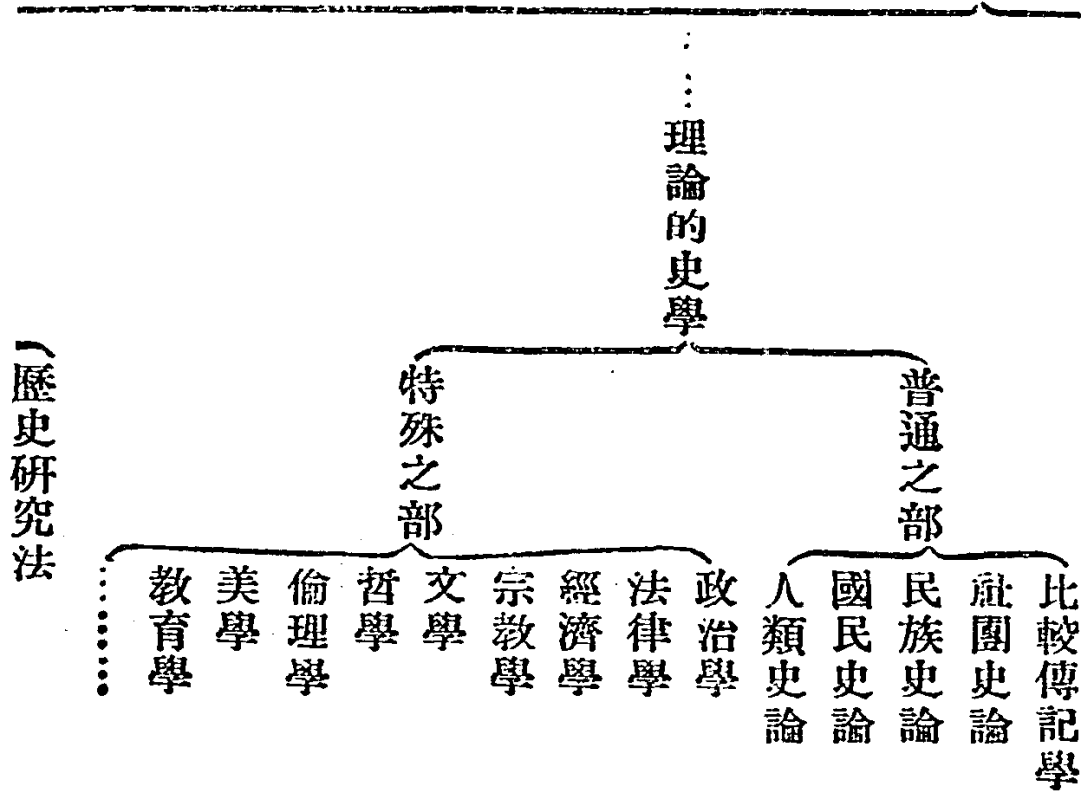 ……理論的史學
普通之部
比較傳記學
社團史論
民族史論
國民史論
人類史論
特殊之部
政治學
法律學
經濟學
宗教學
文學
哲學
倫理學
美學
教育學
………
歷史研究法